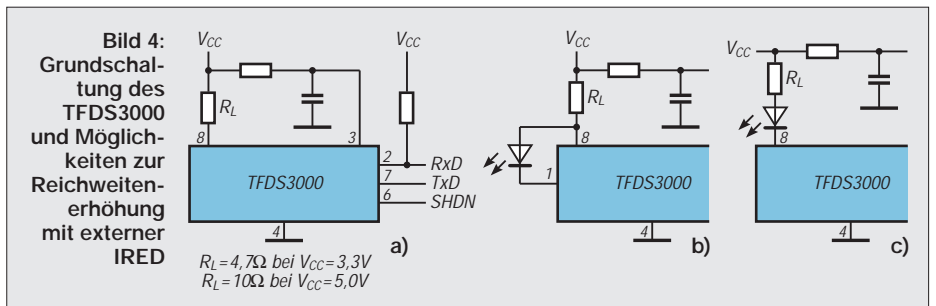 Bild 4:
Grundschal-
tung des
TFDS3000
und Möglich-
keiten zur
Reichweiten-
erhöhung
mit externer
IRED
VCC
VCC
RL
8
3
2
RxD
7
TxD
6
SHDN
TFDS3000
4
a)
RL=4,7Ω bei VCC=3,3V
RL=10Ω bei VCC=5,0V
VCC
RL
8
1
TFDS3000
4
b)
VCC
RL
8
TFDS3000
4
c)